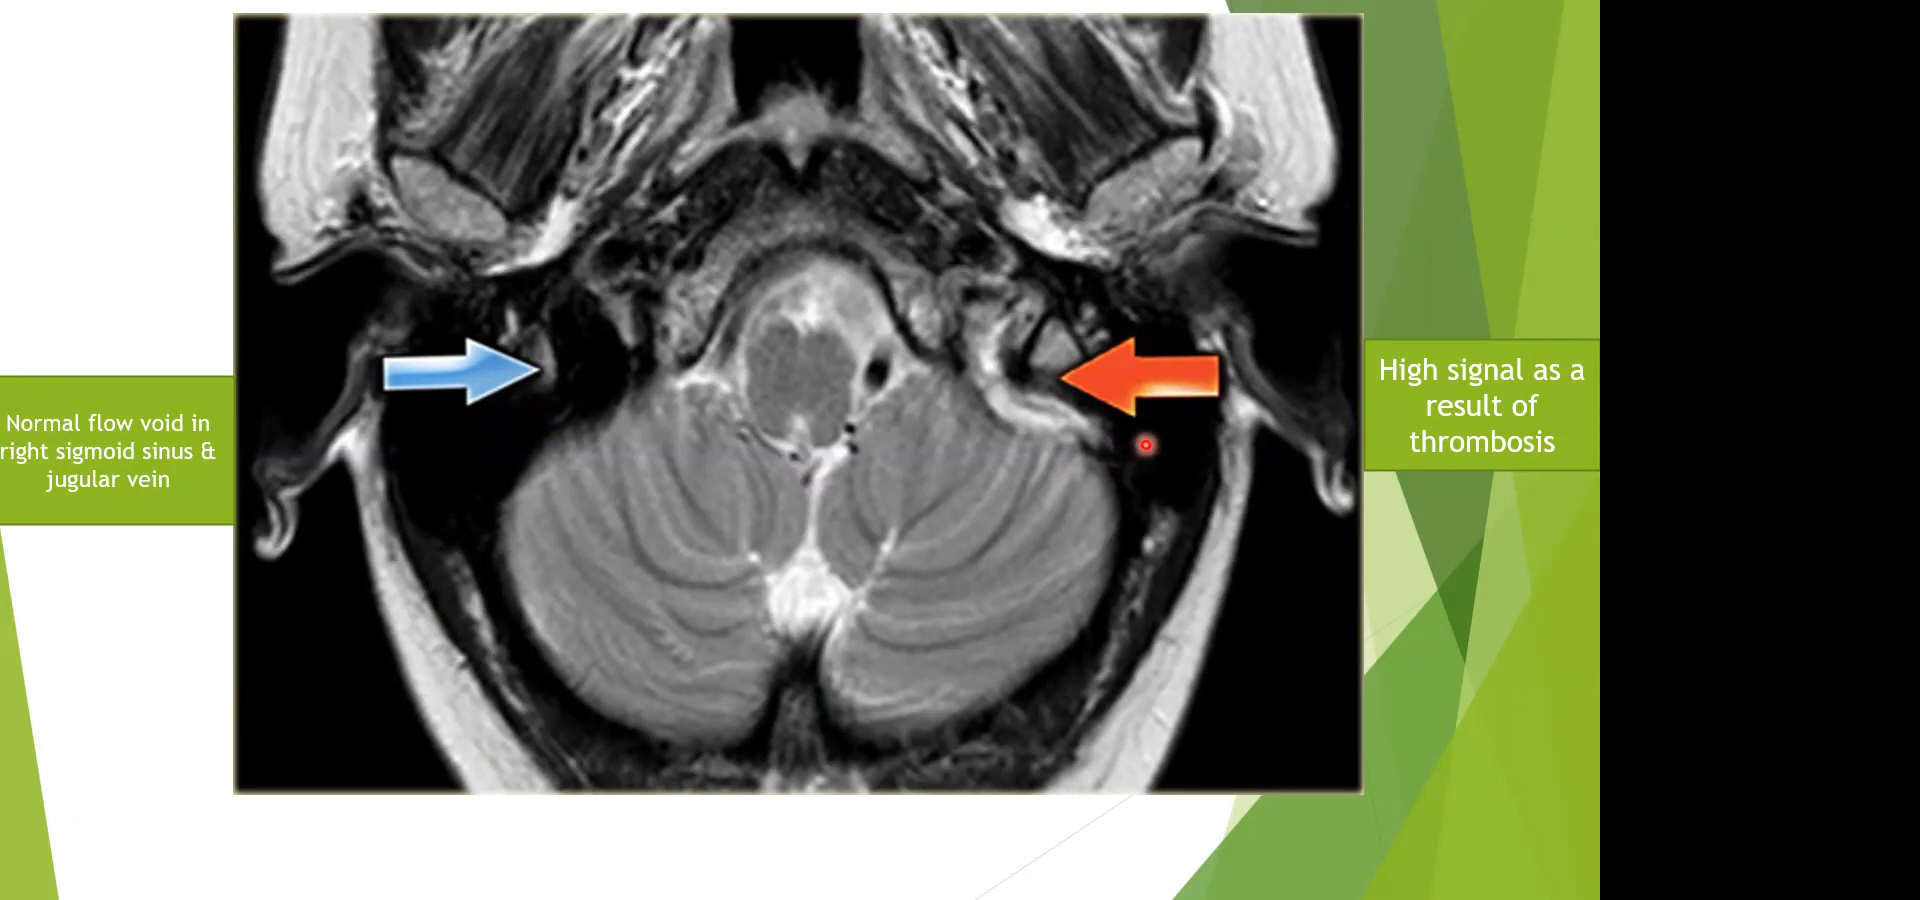 Normal flow void in
right sigmoid sinus &
jugular vein
High signal as a
result of
thrombosis